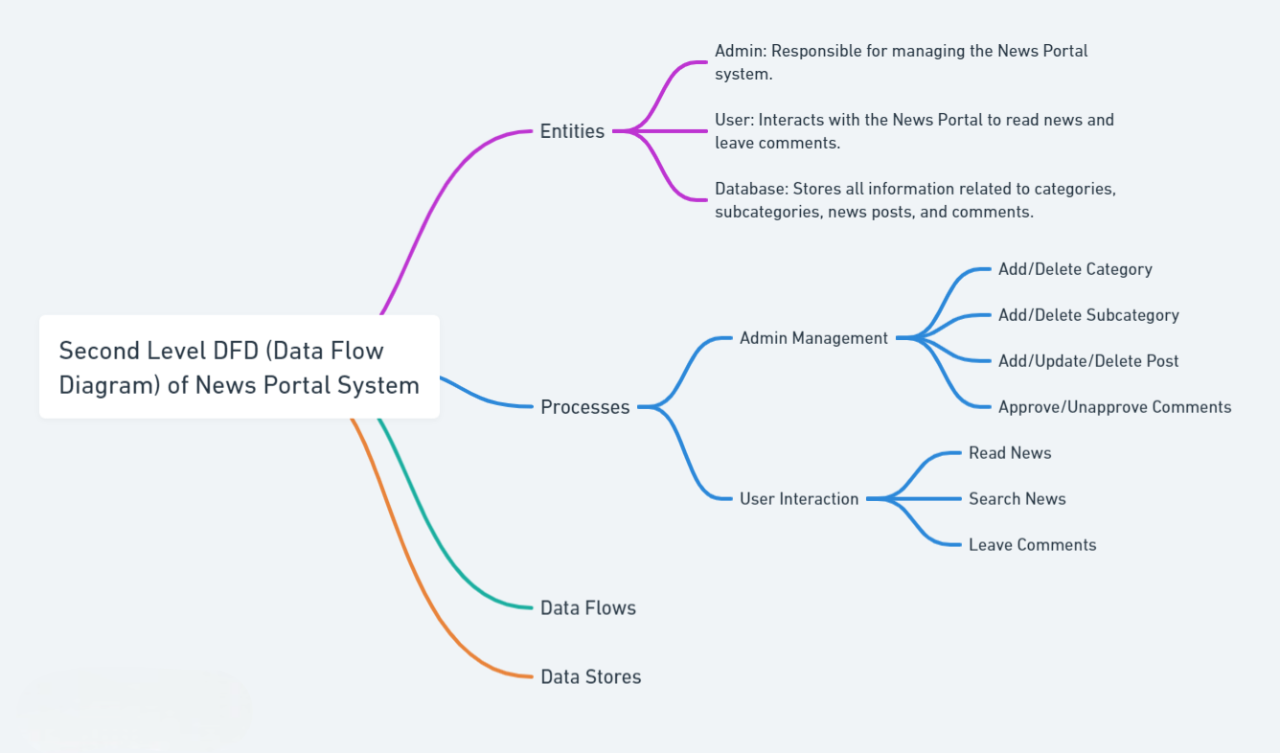 Second Level DFD (Data Flow
Diagram) of News Portal System
Entities
Admin: Responsible for managing the News Portal
system.
User: Interacts with the News Portal to read news and
leave comments.
Database: Stores all information related to categories,
subcategories, news posts, and comments.
Processes
Admin Management
Add/Delete Category
Add/Delete Subcategory
Add/Update/Delete Post
Approve/Unapprove Comments
User Interaction
Read News
Search News
Leave Comments
Data Flows
Data Stores